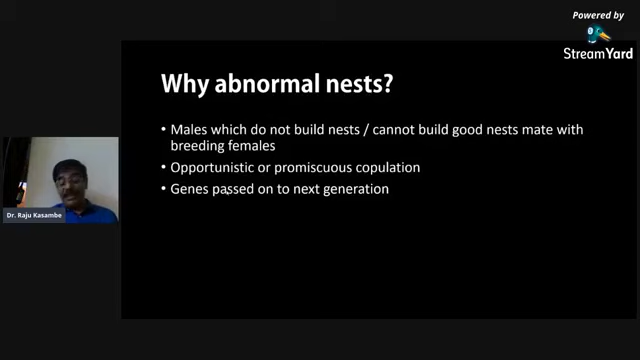 Powered by
StreamYard
Why abnormal nests?
• Males which do not build nests / cannot build good nests mate with
breeding females
• Opportunistic or promiscuous copulation
• Genes passed on to next generation
Dr. Raju Kasambe